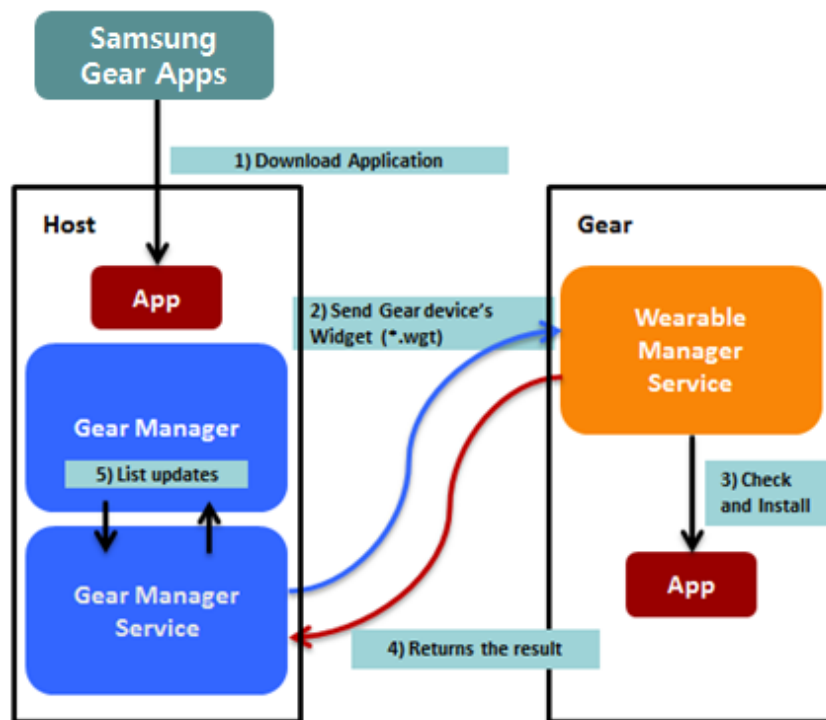 Samsung
Gear Apps
1) Download Application
Host
Gear
App
2) Send Gear device's
Widget (*.wgt)
Wearable
Manager
Service
Gear Manager
5) List updates
3) Check
and Install
Gear Manager
Service
App
4) Returns the result